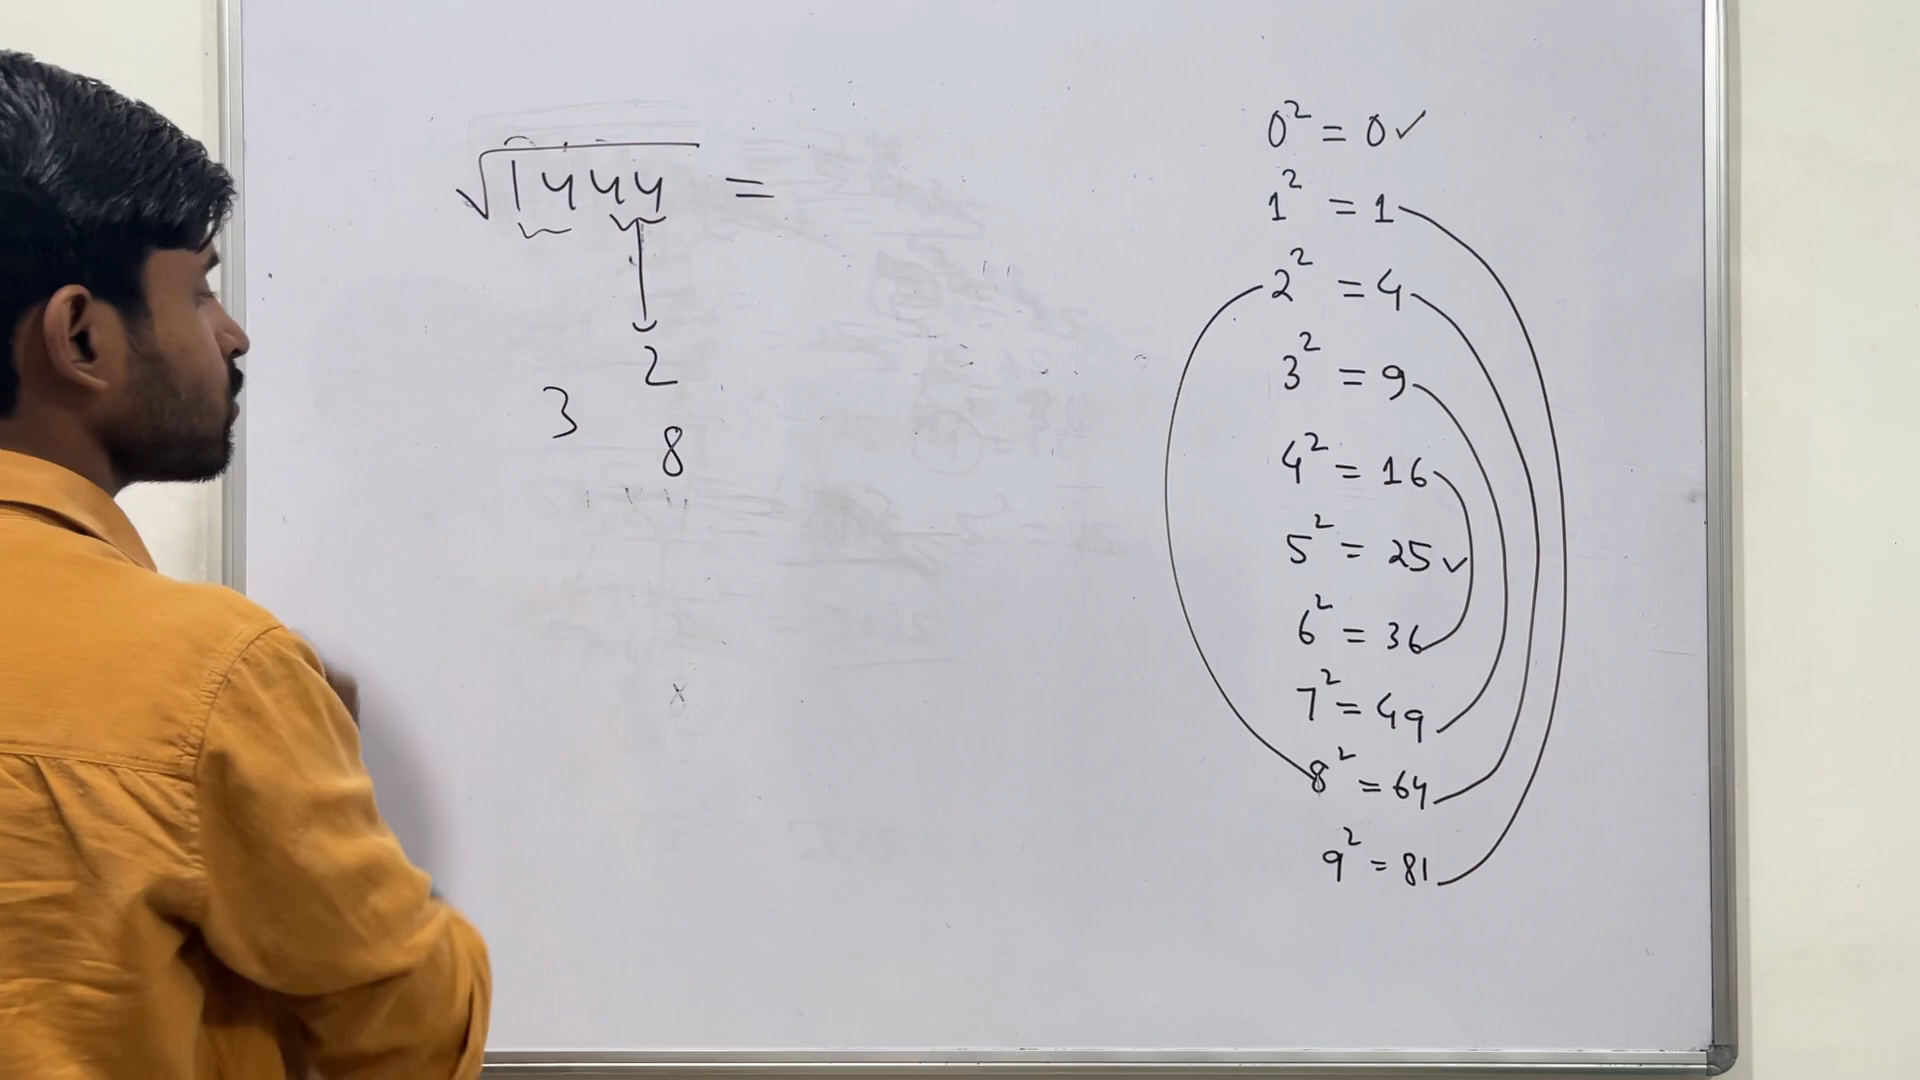 √1444 =
2
3
8
x
0² = 0✓
1² = 1
2² = 4
3² = 9
4² = 16
5² = 25✓
6² = 36
7² = 49
8² = 64
9² = 81